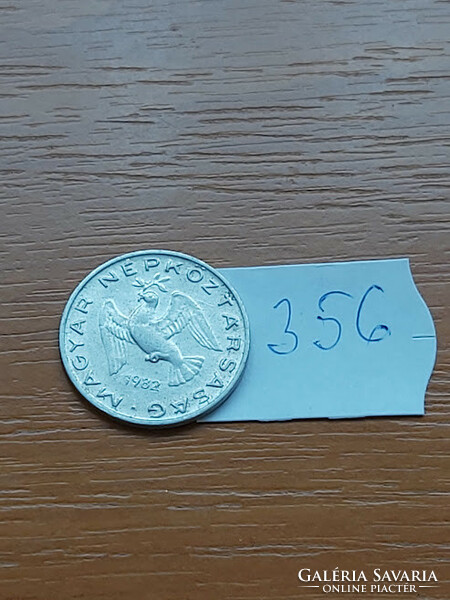 MAGYAR NÉPKÖZTÁRSASÁG
1982
356
GALÉRIA SAVARIA
ONLINE PIACTÉR